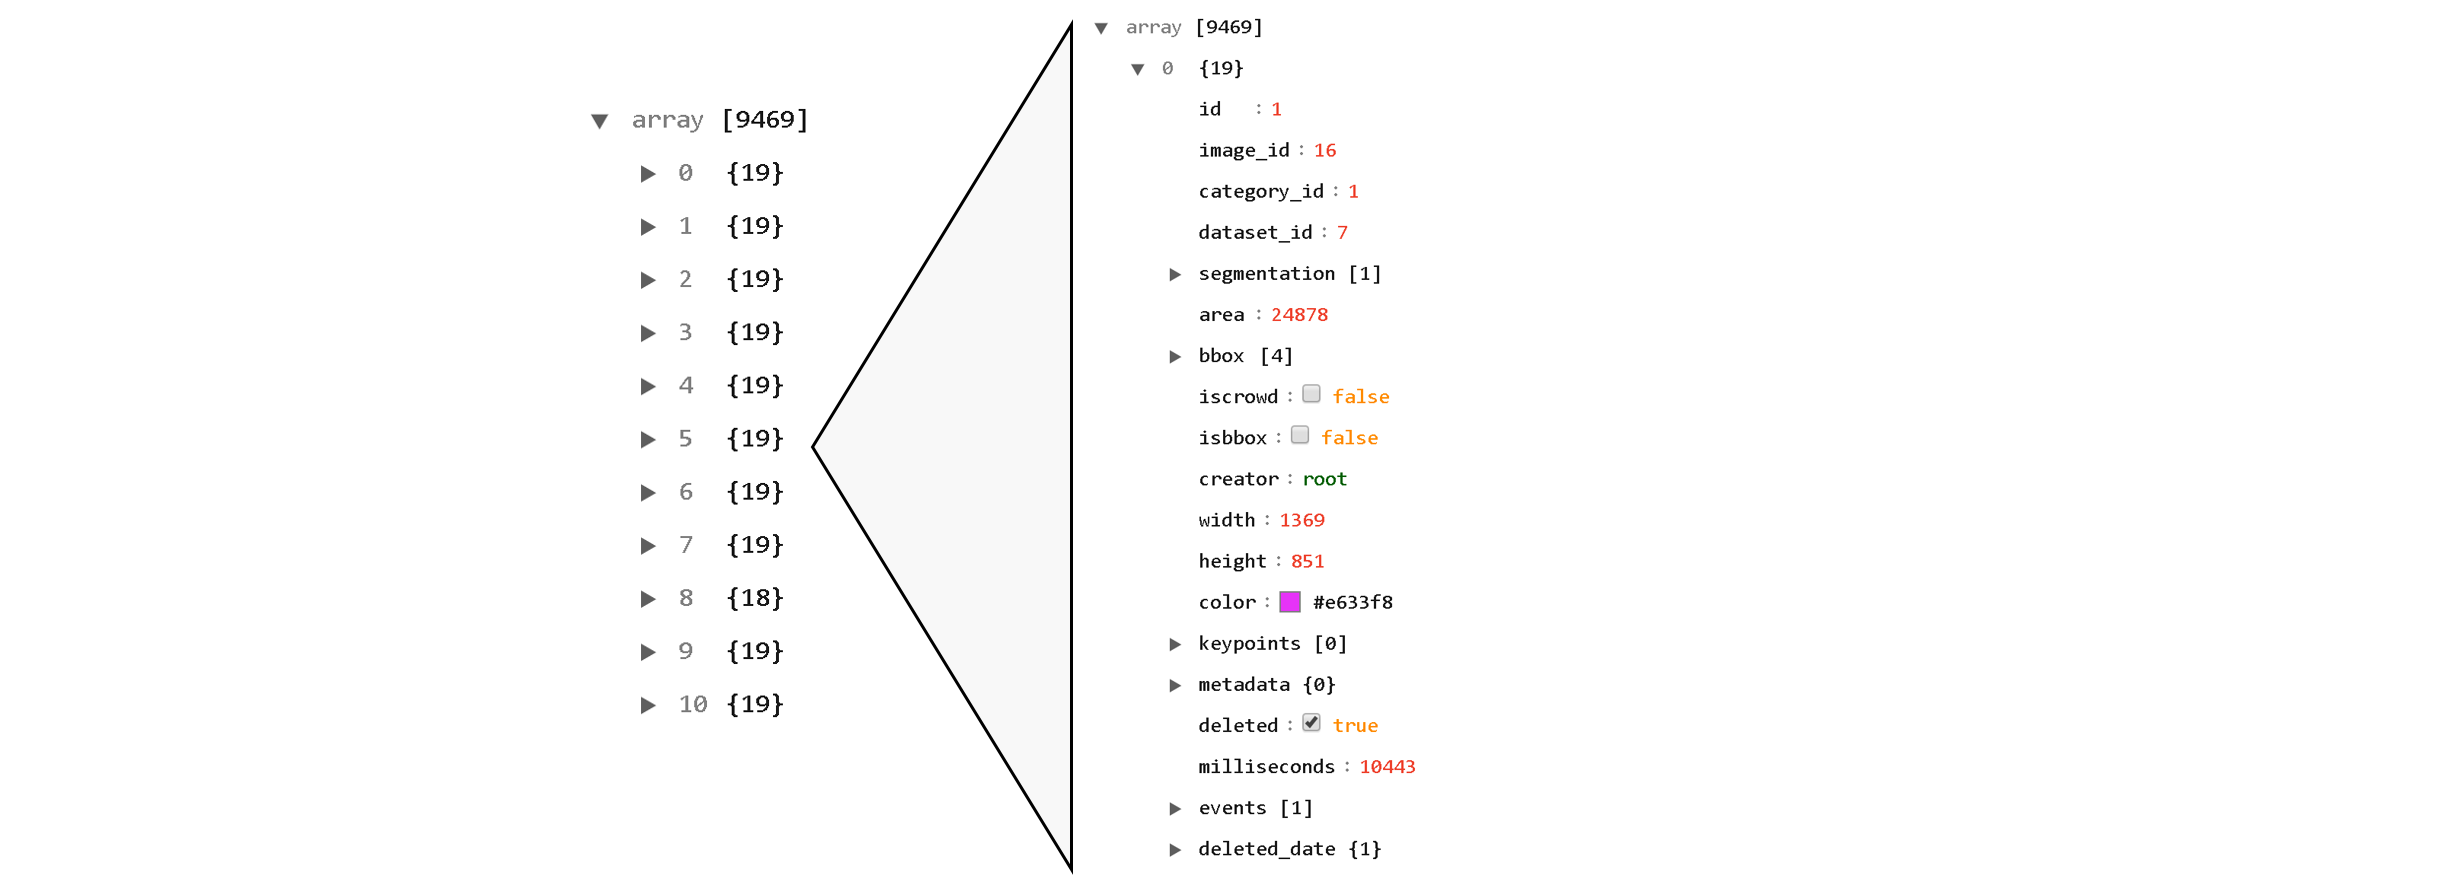 array [9469]
0 {19}
1 {19}
2 {19}
3 {19}
4 {19}
5 {19}
6 {19}
7 {19}
8 {18}
9 {19}
10 {19}
array [9469]
0 {19}
id : 1
image_id : 16
category_id : 1
dataset_id : 7
segmentation [1]
area : 24878
bbox [4]
iscrowd : false
isbbox : false
creator : root
width : 1369
height : 851
color : #e633f8
keypoints [0]
metadata {0}
deleted : true
milliseconds : 10443
events [1]
deleted_date {1}